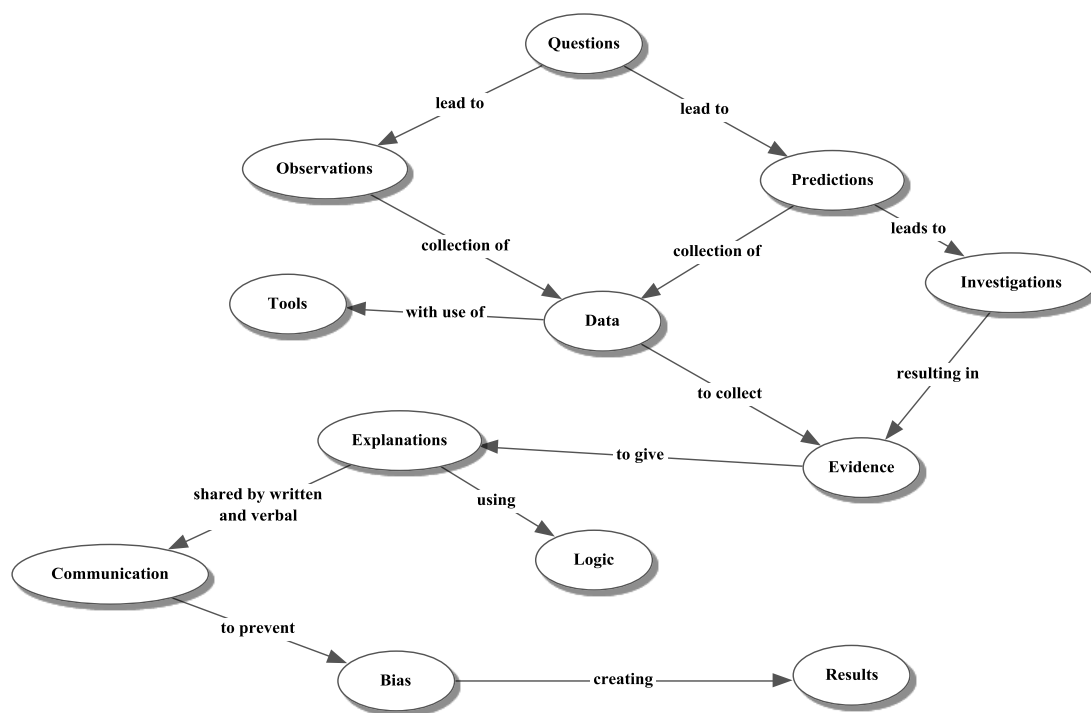 Questions
lead to
lead to
Observations
Predictions
leads to
collection of
collection of
Investigations
Tools
with use of
Data
resulting in
to collect
Explanations
to give
Evidence
shared by written
and verbal
using
Communication
Logic
to prevent
Bias
creating
Results